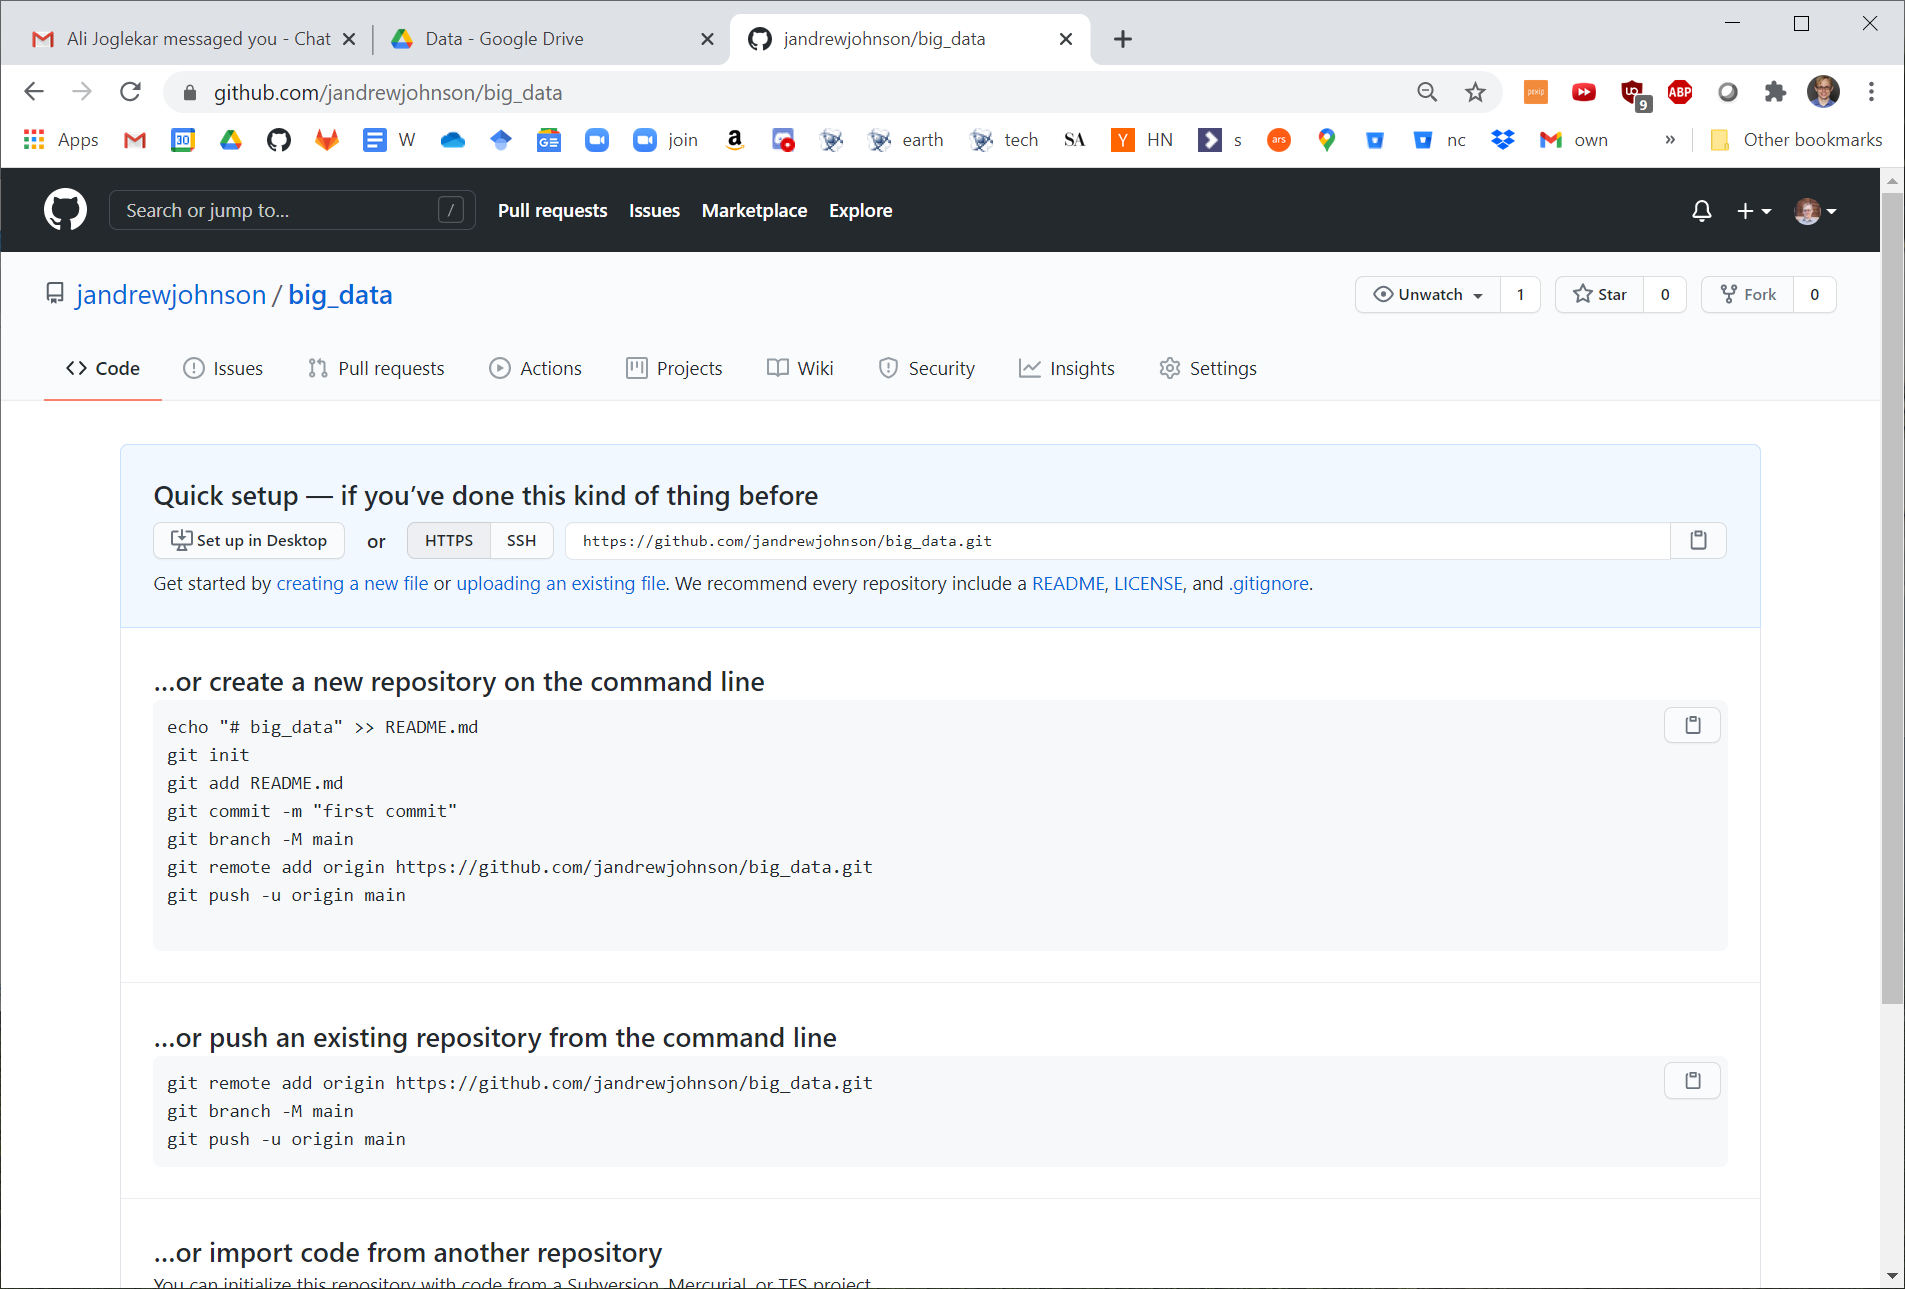 Ali Joglekar messaged you - Chat
Data - Google Drive
jandrewjohnson/big_data
github.com/jandrewjohnson/big_data
pexip
UO
9
ABP
Apps
30
W
join
earth
tech
SA
Y HN
s
ars
nc
own
»
Other bookmarks
Search or jump to...
/
Pull requests
Issues
Marketplace
Explore
jandrewjohnson / big_data
Unwatch 1
Star 0
Fork 0
Code
Issues
Pull requests
Actions
Projects
Wiki
Security
Insights
Settings
Quick setup — if you’ve done this kind of thing before
Set up in Desktop or HTTPS SSH https://github.com/jandrewjohnson/big_data.git
Get started by creating a new file or uploading an existing file. We recommend every repository include a README, LICENSE, and .gitignore.
…or create a new repository on the command line
echo "# big_data" >> README.md
git init
git add README.md
git commit -m "first commit"
git branch -M main
git remote add origin https://github.com/jandrewjohnson/big_data.git
git push -u origin main
…or push an existing repository from the command line
git remote add origin https://github.com/jandrewjohnson/big_data.git
git branch -M main
git push -u origin main
…or import code from another repository
You can initialize this repository with code from a Subversion, Mercurial, or TFS project.